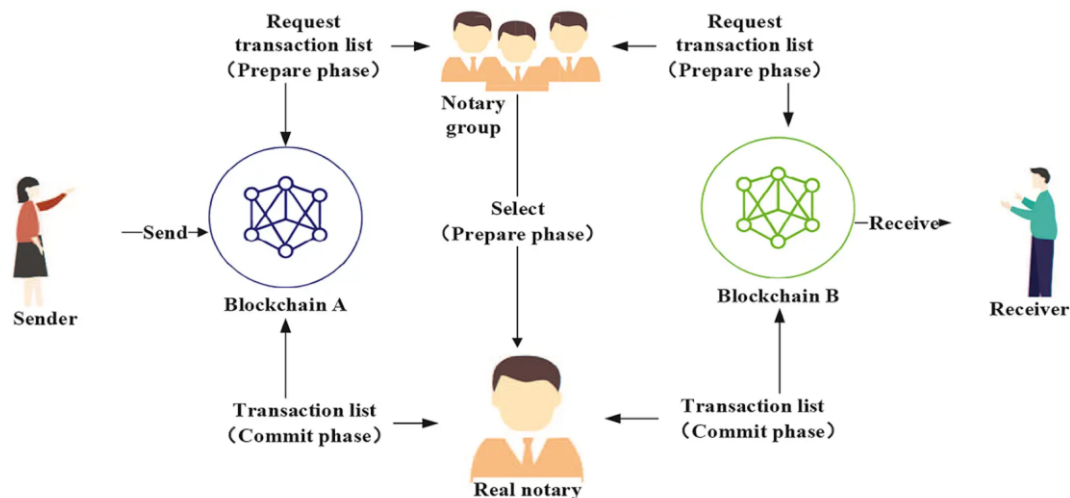 Request
transaction list
（Prepare phase）
Request
transaction list
（Prepare phase）
Notary
group
Select
（Prepare phase）
Send
Receive
Sender
Blockchain A
Blockchain B
Receiver
Transaction list
（Commit phase）
Transaction list
（Commit phase）
Real notary